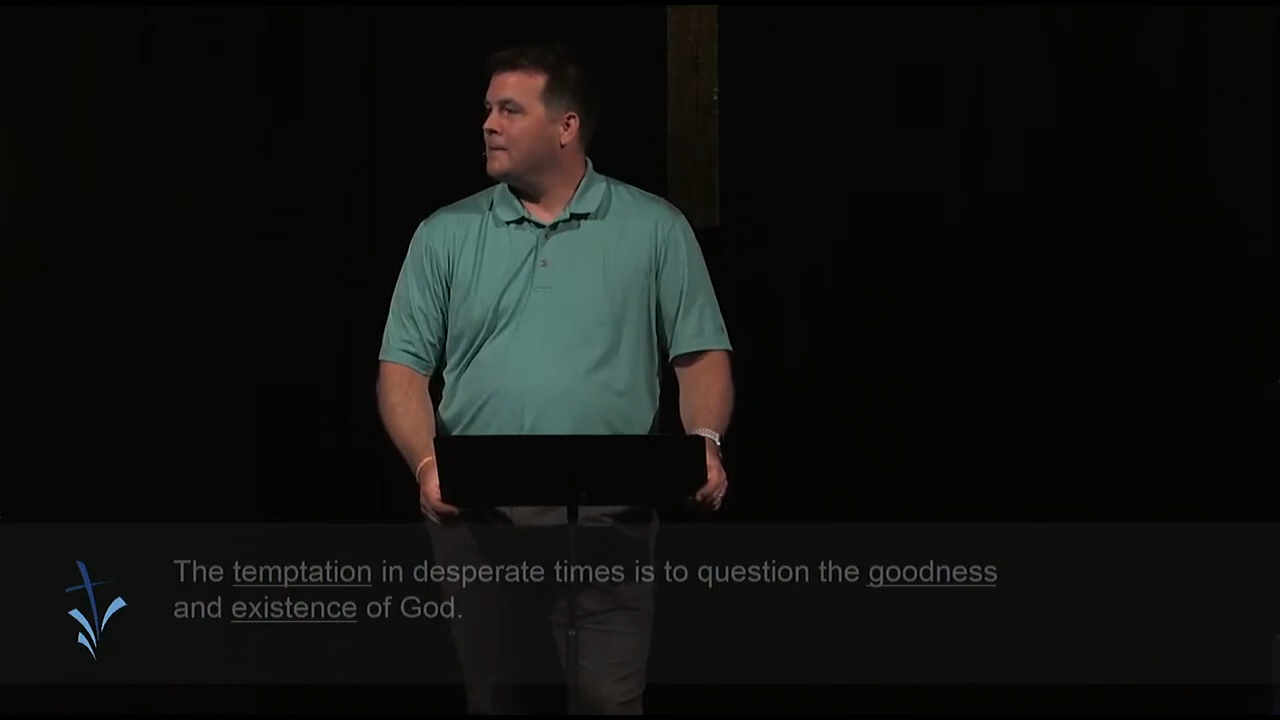 The temptation in desperate times is to question the goodness
and existence of God.